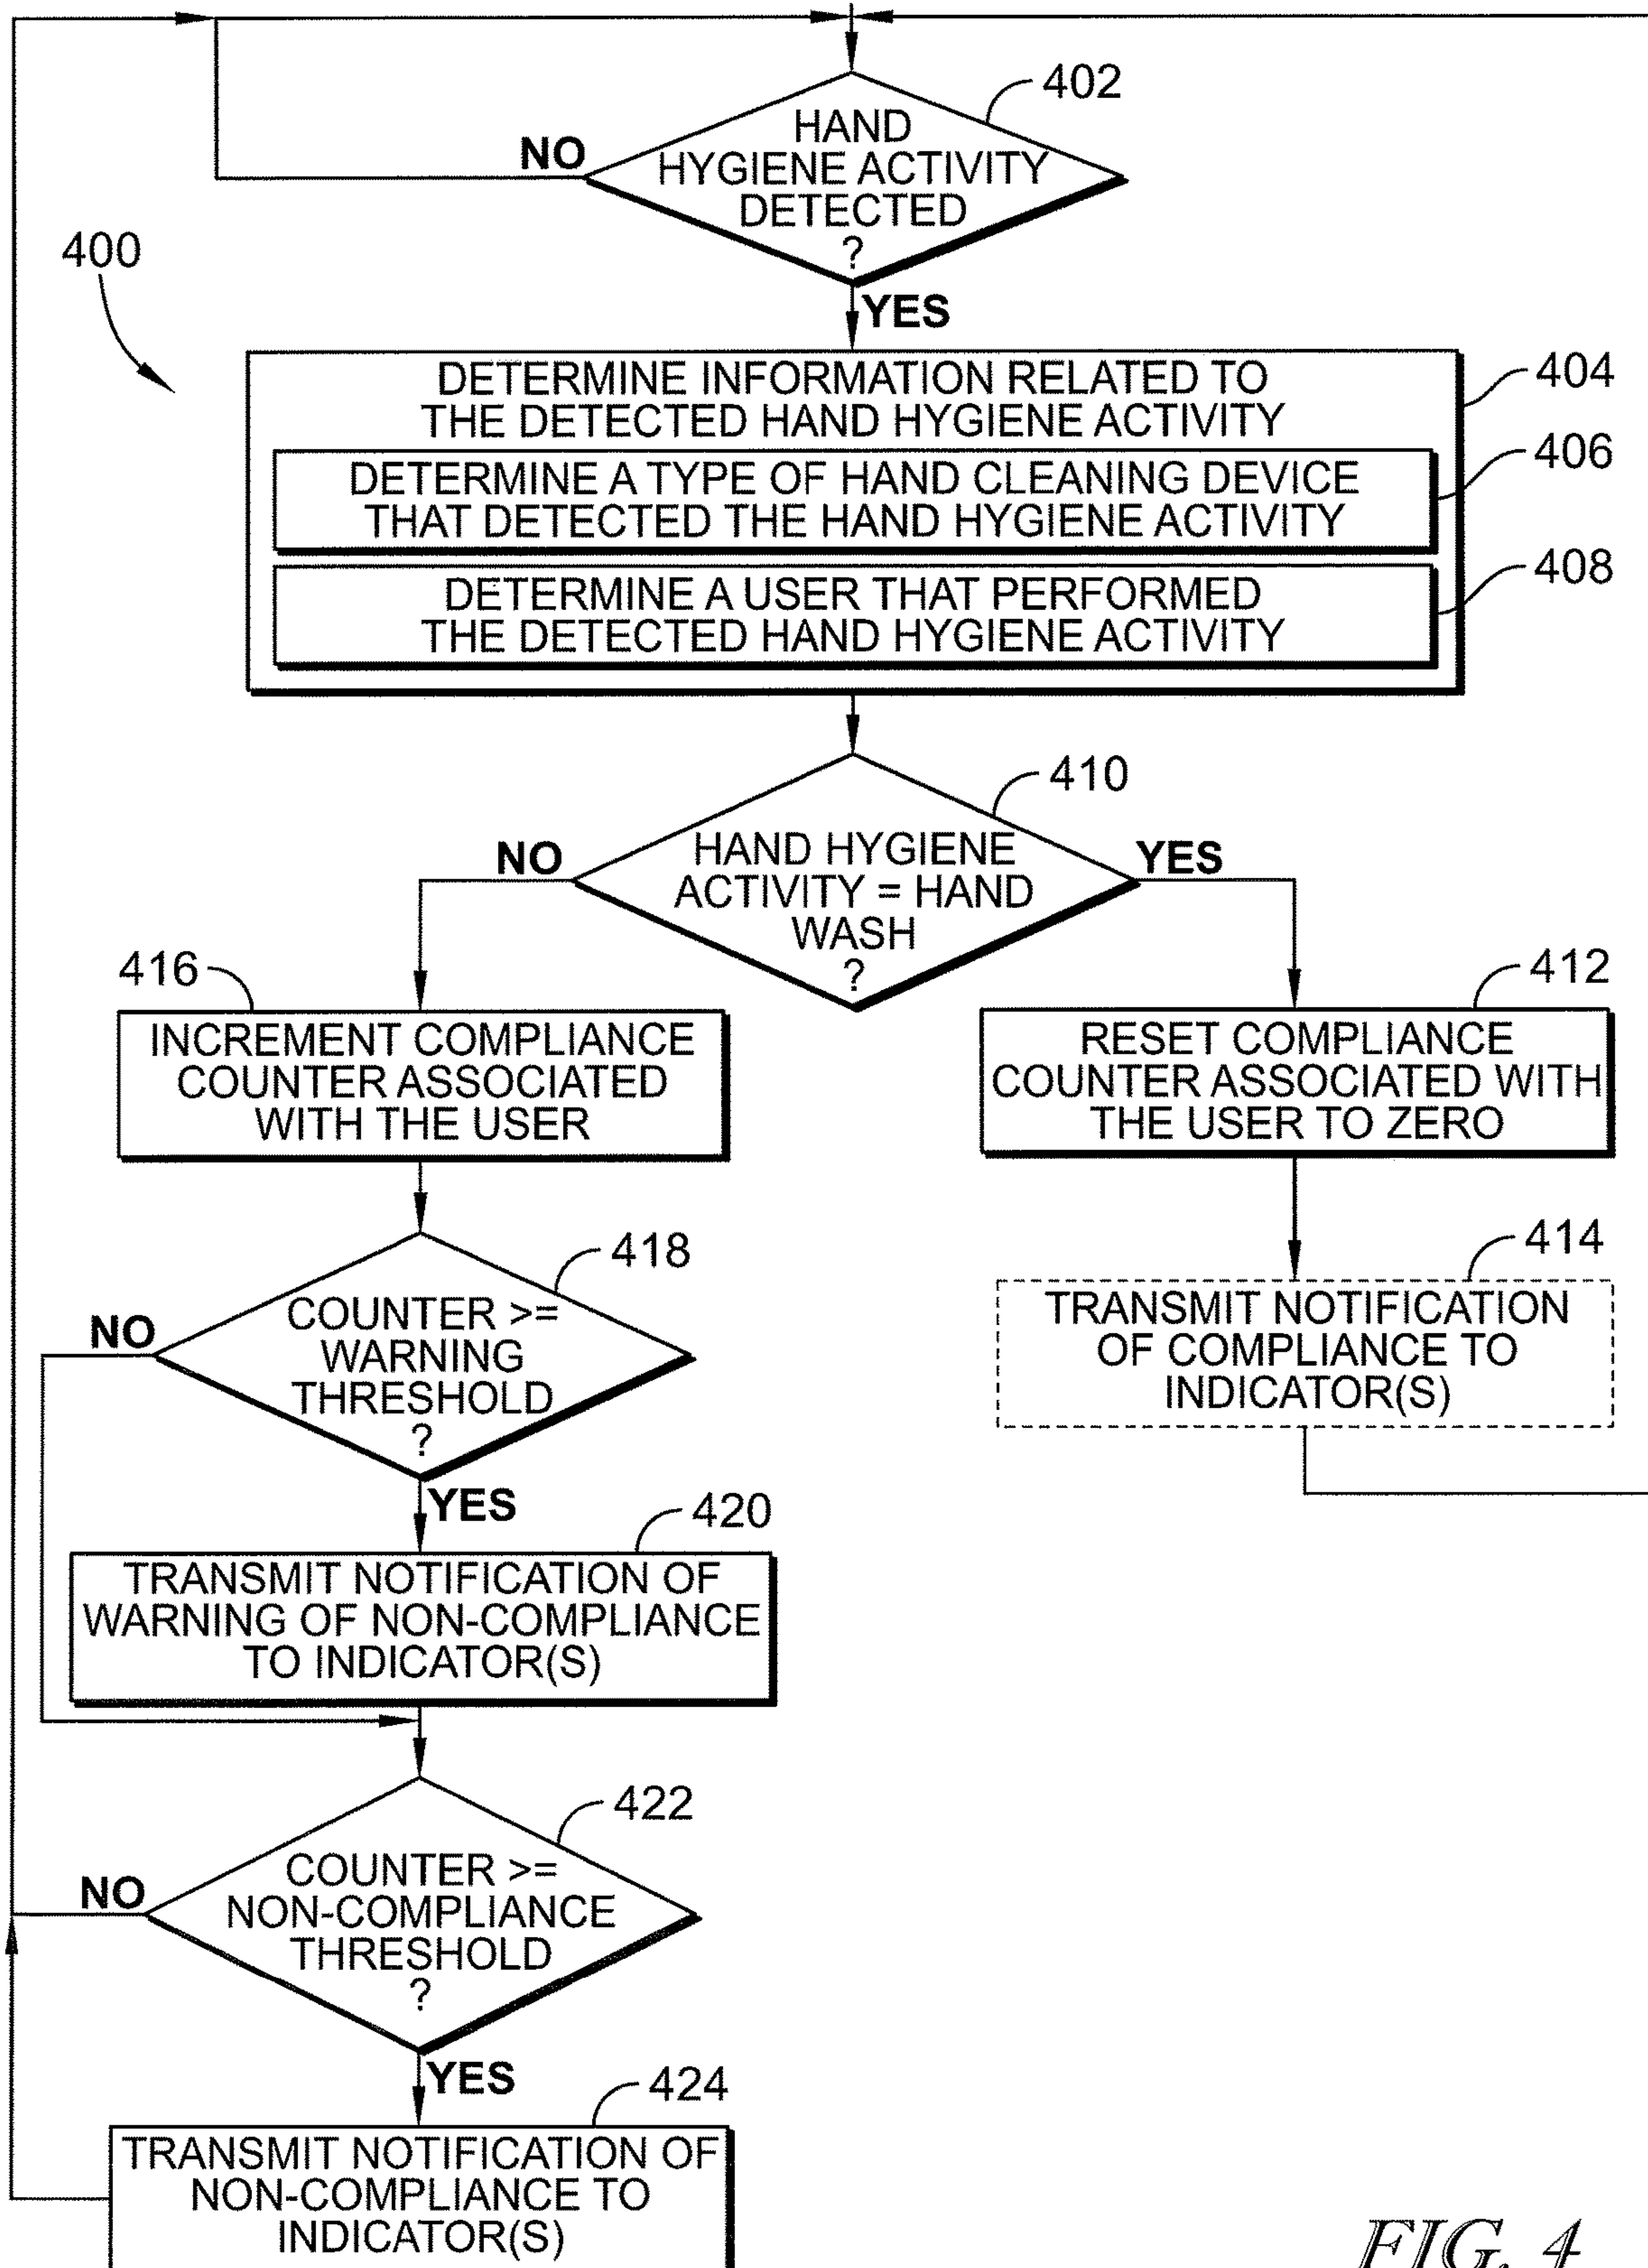 402
HAND
HYGIENE ACTIVITY
DETECTED
?
NO
YES
400
404
DETERMINE INFORMATION RELATED TO
THE DETECTED HAND HYGIENE ACTIVITY
406
DETERMINE A TYPE OF HAND CLEANING DEVICE
THAT DETECTED THE HAND HYGIENE ACTIVITY
408
DETERMINE A USER THAT PERFORMED
THE DETECTED HAND HYGIENE ACTIVITY
410
HAND HYGIENE
ACTIVITY = HAND
WASH
?
NO
YES
416
INCREMENT COMPLIANCE
COUNTER ASSOCIATED
WITH THE USER
412
RESET COMPLIANCE
COUNTER ASSOCIATED WITH
THE USER TO ZERO
418
COUNTER >=
WARNING
THRESHOLD
?
NO
YES
414
TRANSMIT NOTIFICATION
OF COMPLIANCE TO
INDICATOR(S)
420
TRANSMIT NOTIFICATION OF
WARNING OF NON-COMPLIANCE
TO INDICATOR(S)
422
COUNTER >=
NON-COMPLIANCE
THRESHOLD
?
NO
YES
424
TRANSMIT NOTIFICATION OF
NON-COMPLIANCE TO
INDICATOR(S)
FIG. 4